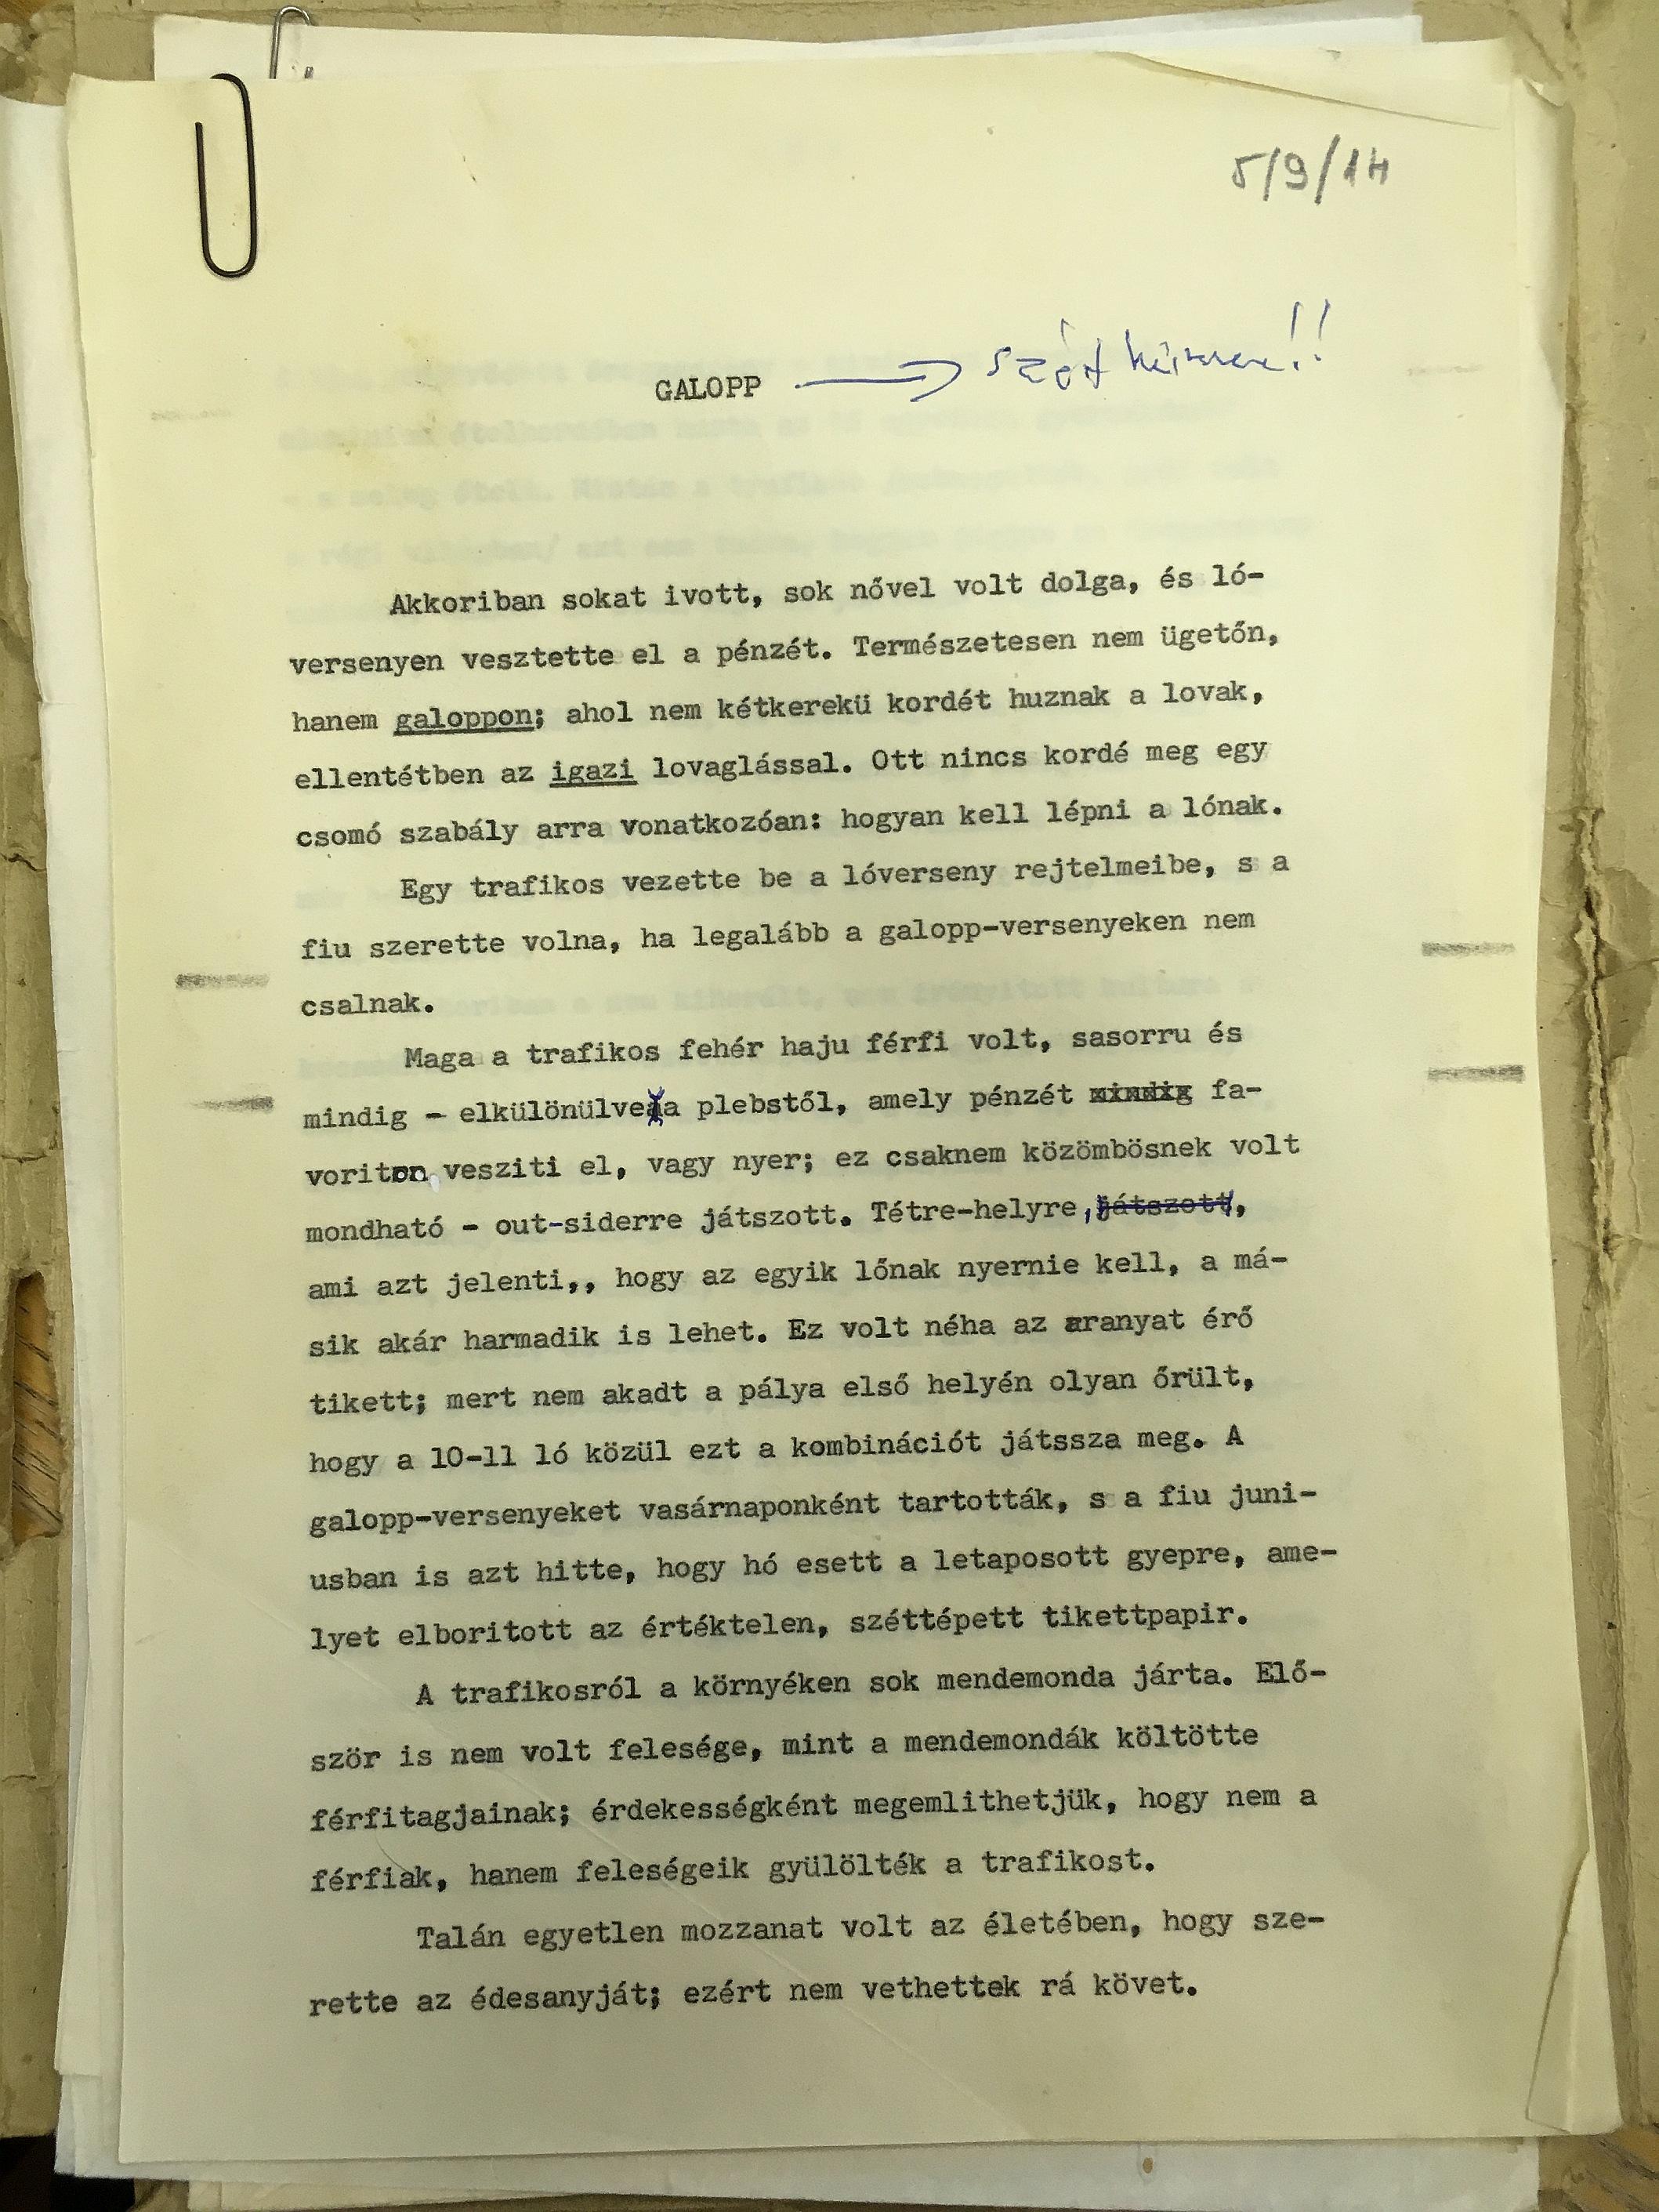 5/9/14
GALOPP
Akkoriban sokat ivott, sok nővel volt dolga, és ló-
versenyen vesztette el a pénzét. Természetesen nem ügetőn,
hanem galoppon; ahol nem kétkerekü kordét huznak a lovak,
ellentétben az igazi lovaglással. Ott nincs kordé meg egy
csomó szabály arra vonatkozóan: hogyan kell lépni a lónak.
Egy trafikos vezette be a lóverseny rejtelmeibe, s a
fiu szerette volna, ha legalább a galopp-versenyeken nem
csalnak.
Maga a trafikos fehér haju férfi volt, sasorru és
mindig - elkülönülve a plebstől, amely pénzét mindig fa-
voriton vesziti el, vagy nyer; ez csaknem közömbösnek volt
mondható - out-siderre játszott. Tétre-helyre, játszott,
ami azt jelenti,, hogy az egyik lőnak nyernie kell, a má-
sik akár harmadik is lehet. Ez volt néha az aranyat érő
tikett; mert nem akadt a pálya első helyén olyan őrült,
hogy a 10-11 ló közül ezt a kombinációt játssza meg. A
galopp-versenyeket vasárnaponként tartották, s a fiu juni-
usban is azt hitte, hogy hó esett a letaposott gyepre, ame-
lyet elboritott az értéktelen, széttépett tikettpapir.
A trafikosról a környéken sok mendemonda járta. Elő-
ször is nem volt felesége, mint a mendemondák költötte
férfitagjainak; érdekességként megemlithetjük, hogy nem a
férfiak, hanem feleségeik gyülölték a trafikost.
Talán egyetlen mozzanat volt az életében, hogy sze-
rette az édesanyját; ezért nem vethettek rá követ.